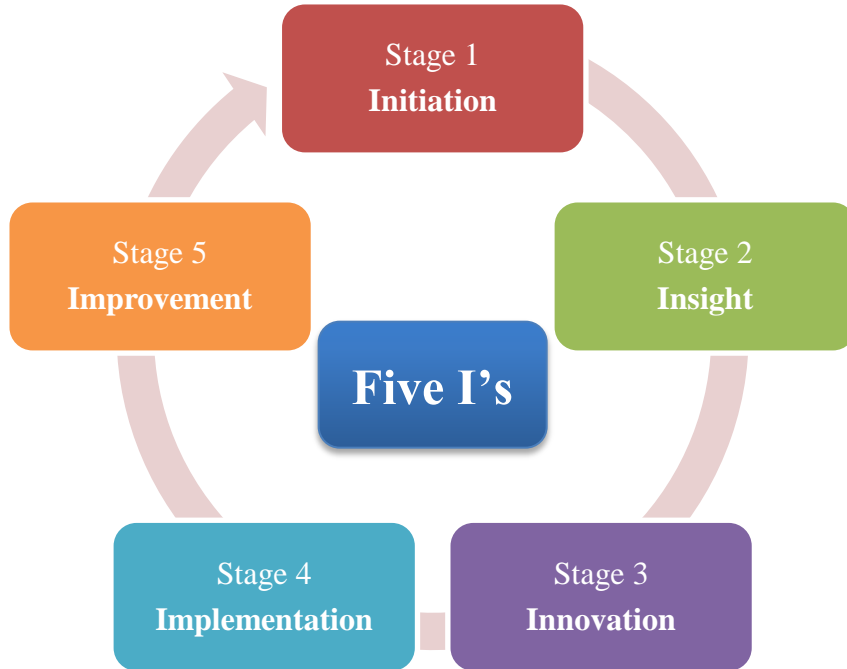 Stage 1
Initiation
Stage 2
Insight
Stage 3
Innovation
Stage 4
Implementation
Stage 5
Improvement
Five I’s